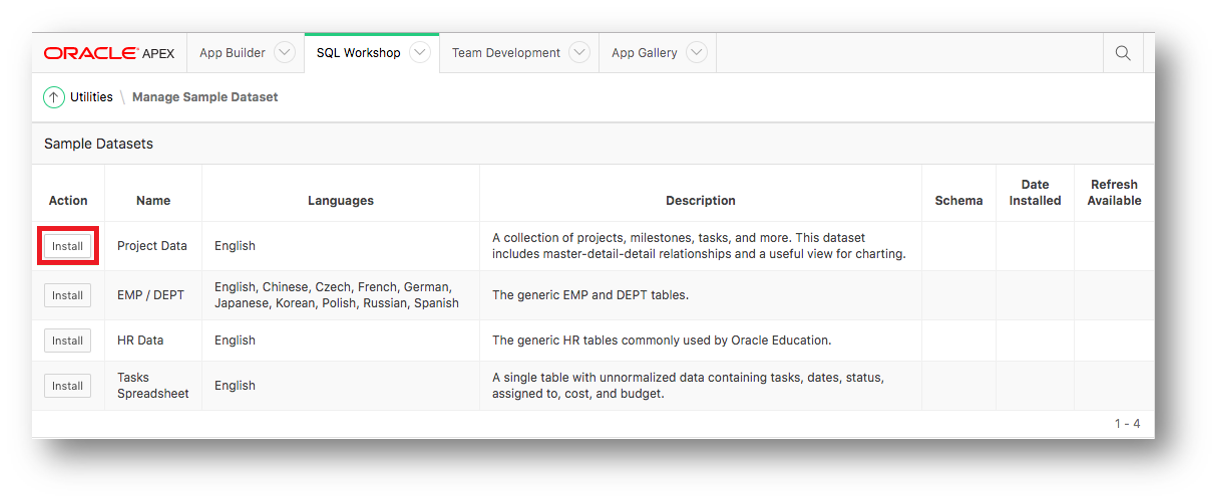 ORACLE APEX App Builder SQL Workshop Team Development App Gallery
Utilities \ Manage Sample Dataset
Sample Datasets
Action Name Languages Description Schema Date Installed Refresh Available
Install Project Data English A collection of projects, milestones, tasks, and more. This dataset
includes master-detail-detail relationships and a useful view for charting.
Install EMP / DEPT English, Chinese, Czech, French, German,
Japanese, Korean, Polish, Russian, Spanish
The generic EMP and DEPT tables.
Install HR Data English The generic HR tables commonly used by Oracle Education.
Install Tasks
Spreadsheet
English
A single table with unnormalized data containing tasks, dates, status,
assigned to, cost, and budget.
1 - 4